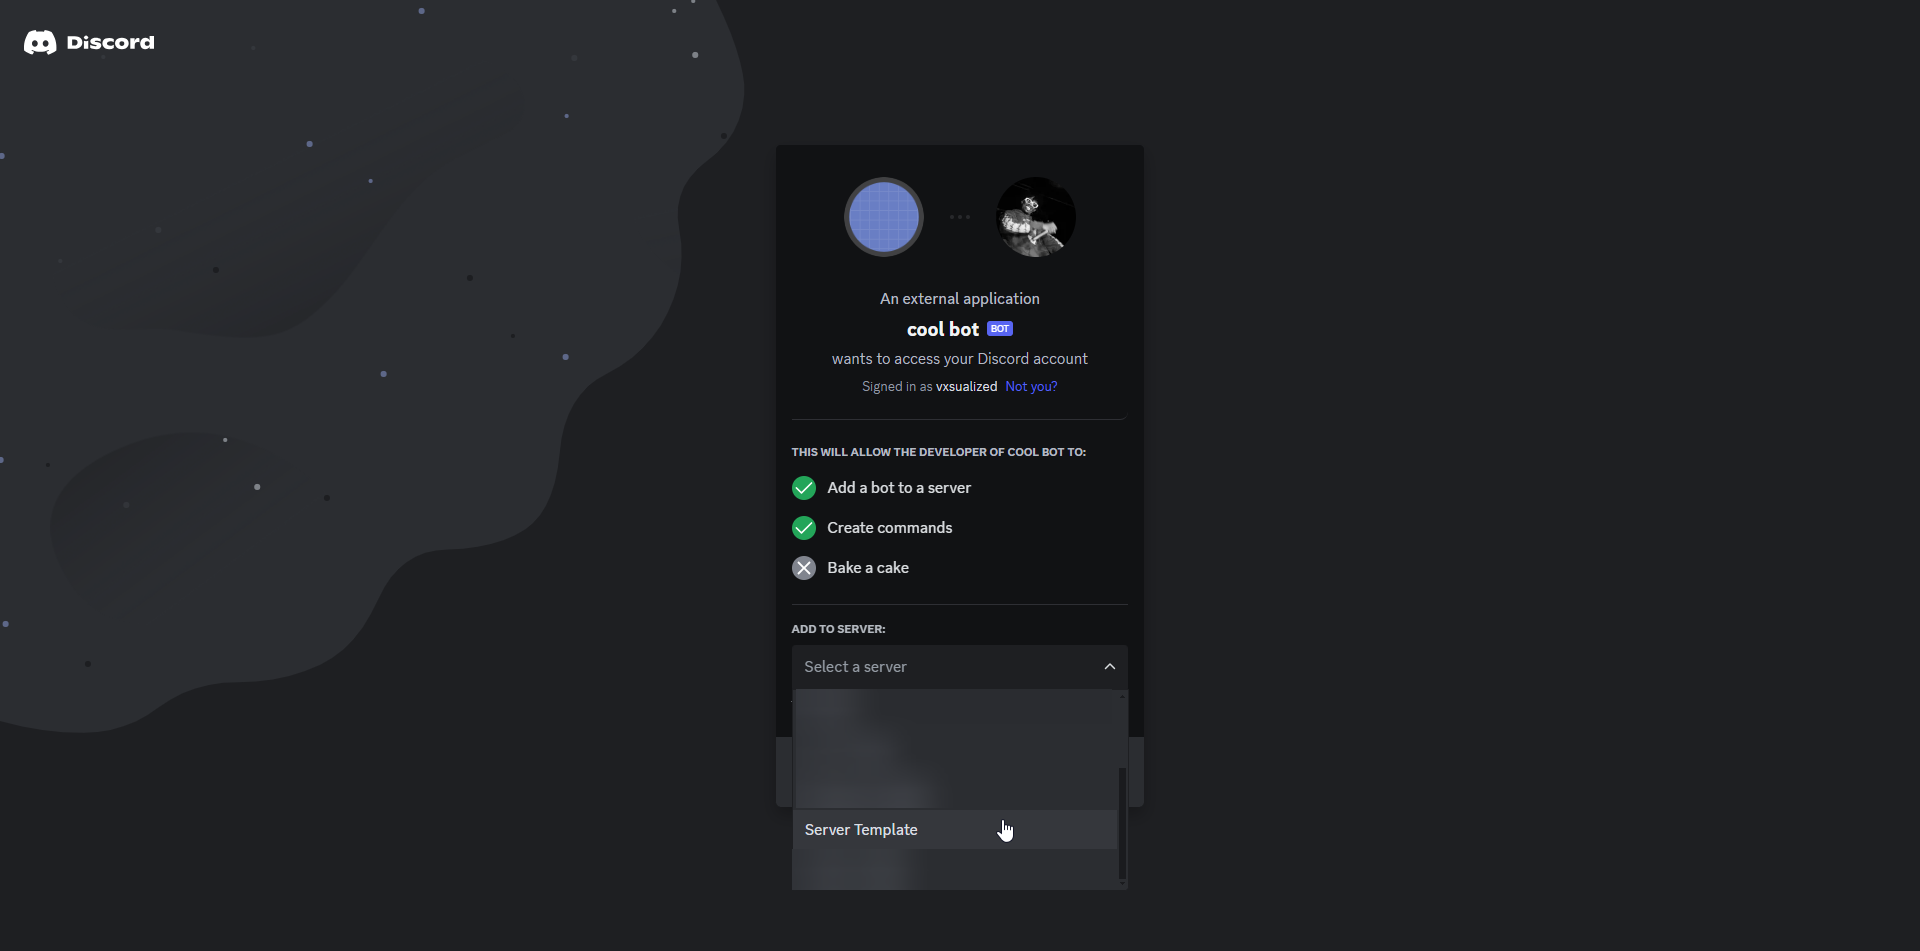 Discord
An external application
cool bot BOT
wants to access your Discord account
Signed in as vxsualized Not you?
THIS WILL ALLOW THE DEVELOPER OF COOL BOT TO:
Add a bot to a server
Create commands
Bake a cake
ADD TO SERVER:
Select a server
Server Template